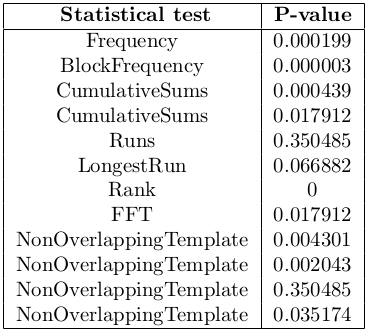 Statistical test P-value
Frequency 0.000199
BlockFrequency 0.000003
CumulativeSums 0.000439
CumulativeSums 0.017912
Runs 0.350485
LongestRun 0.066882
Rank 0
FFT 0.017912
NonOverlappingTemplate 0.004301
NonOverlappingTemplate 0.002043
NonOverlappingTemplate 0.350485
NonOverlappingTemplate 0.035174